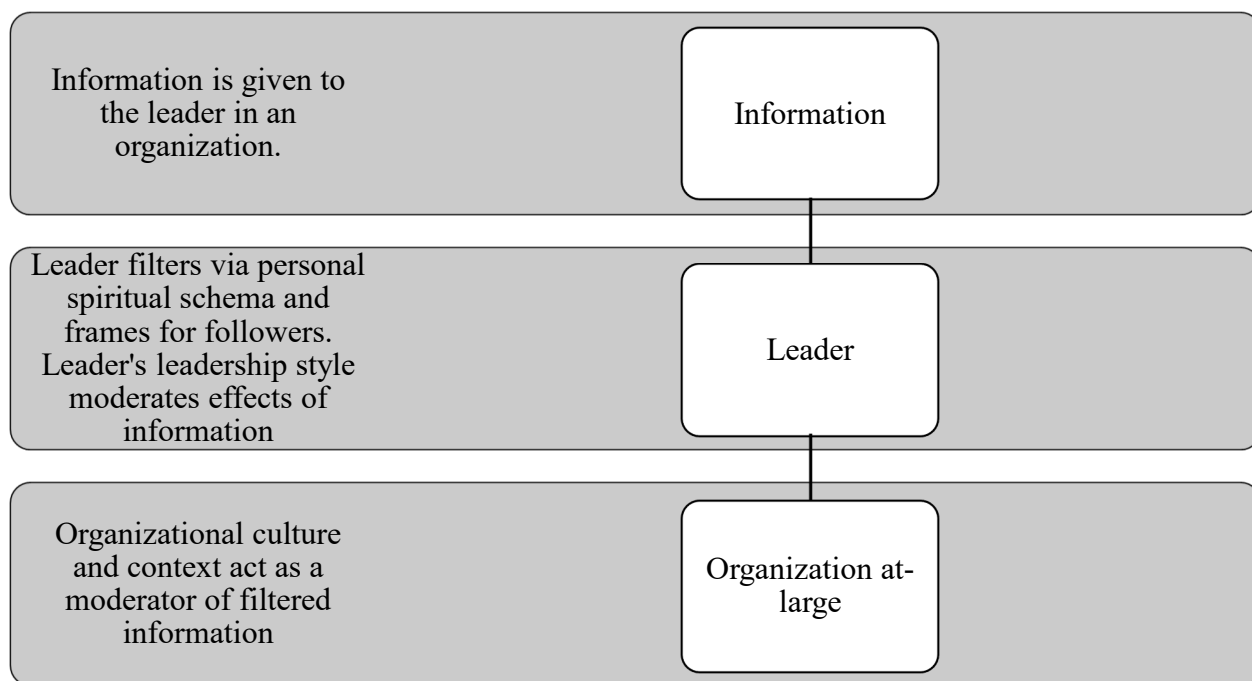 Information is given to
the leader in an
organization.
Information
Leader filters via personal
spiritual schema and
frames for followers.
Leader's leadership style
moderates effects of
information
Leader
Organizational culture
and context act as a
moderator of filtered
information
Organization at-
large